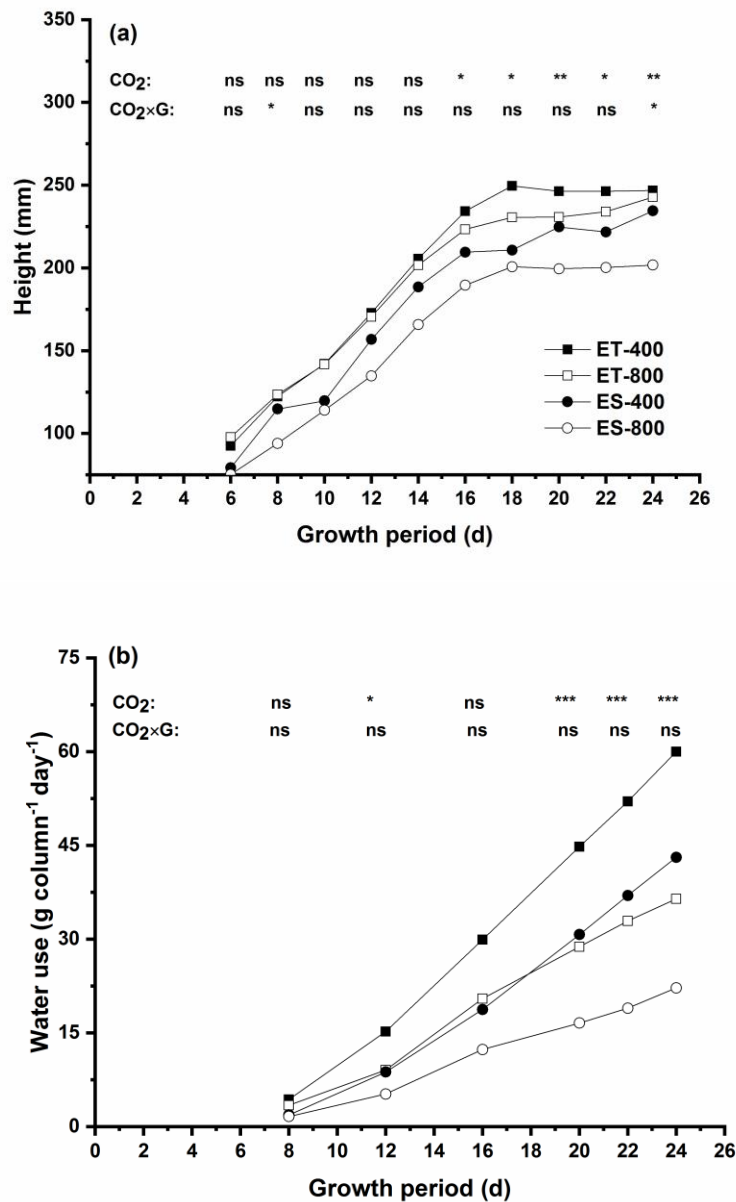 (a)
350
CO2: ns ns ns ns ns * * ** * **
CO2×G: ns * ns ns ns ns ns ns ns *
300
250
200
150
100
Height (mm)
ET-400
ET-800
ES-400
ES-800
0 2 4 6 8 10 12 14 16 18 20 22 24 26
Growth period (d)
(b)
75
CO2: ns * ns *** *** ***
CO2×G: ns ns ns ns ns ns
60
45
30
15
0
Water use (g column-1 day-1)
0 2 4 6 8 10 12 14 16 18 20 22 24 26
Growth period (d)